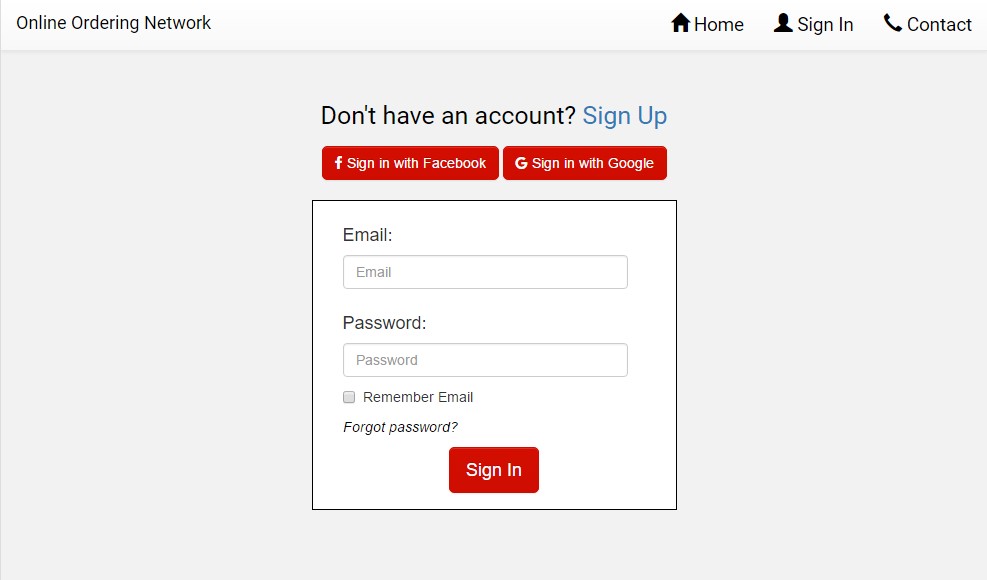 Online Ordering Network
Home Sign In Contact
Don't have an account? Sign Up
Sign in with Facebook Sign in with Google
Email:
Email
Password:
Password
Remember Email
Forgot password?
Sign In